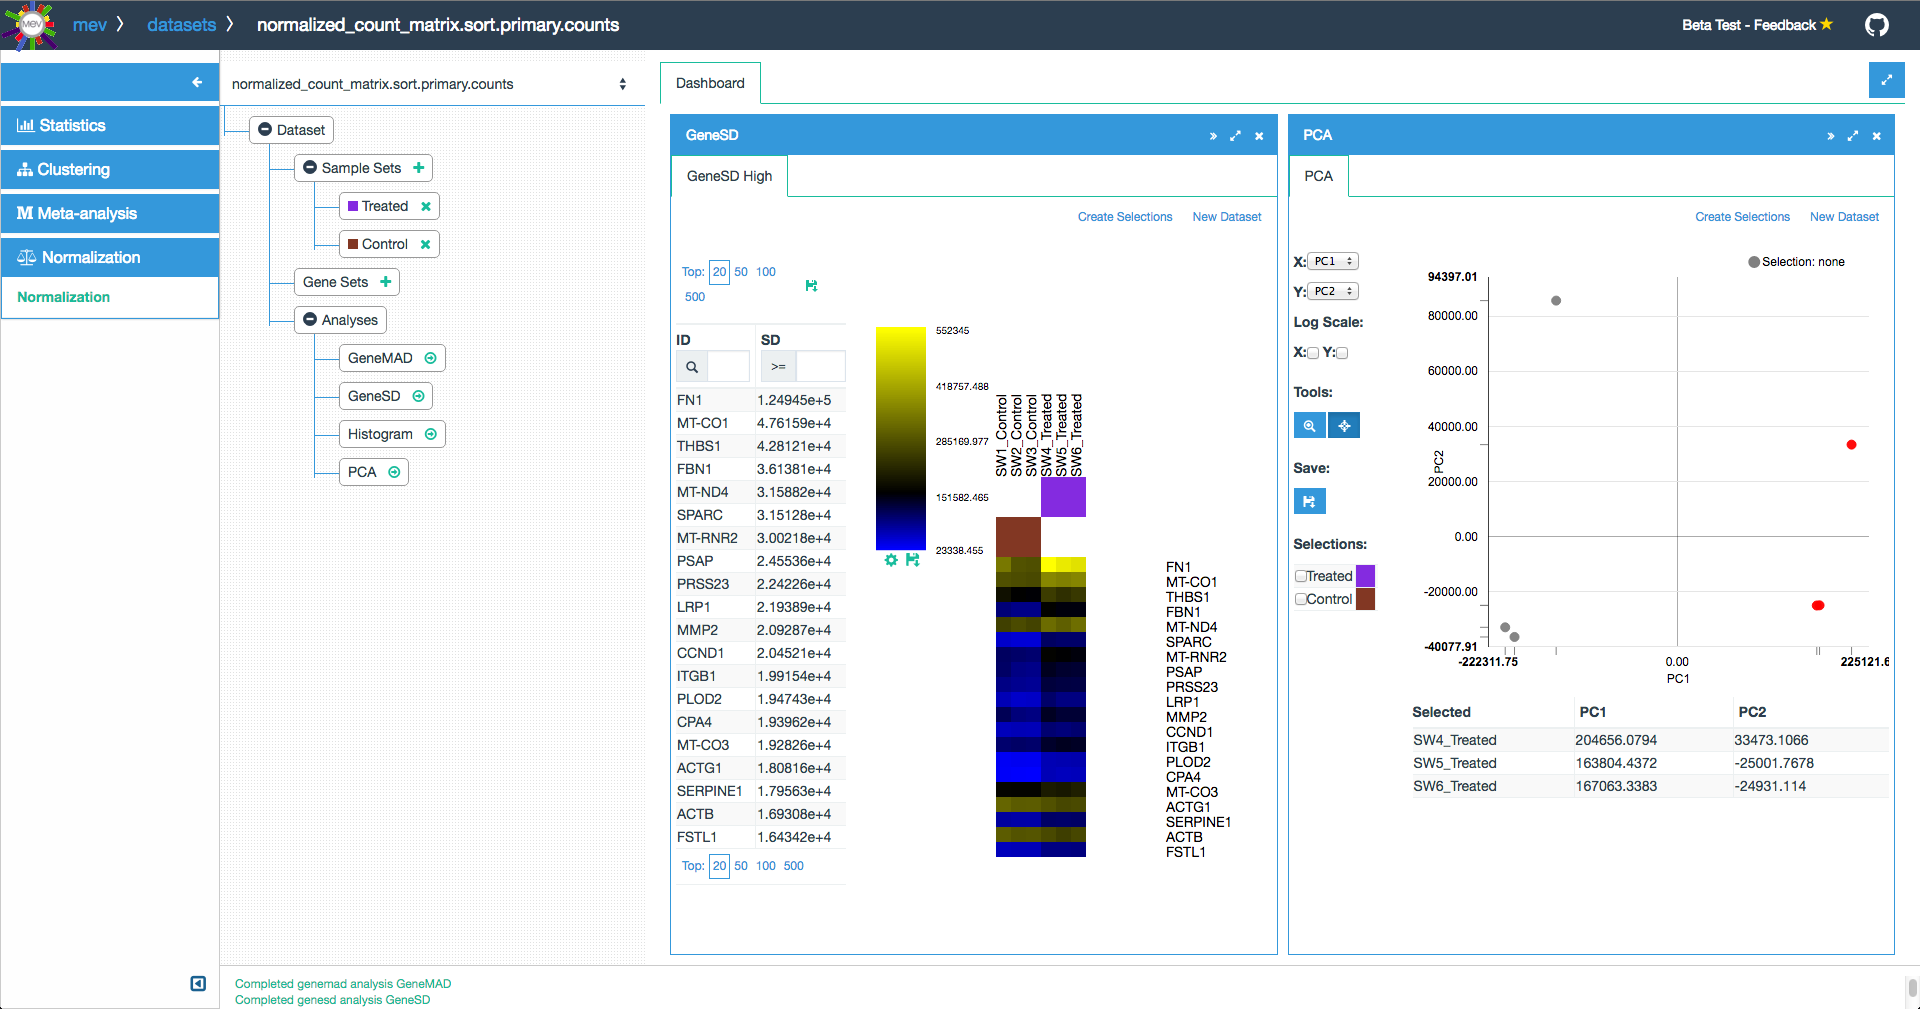 MeV
mev
datasets
normalized_count_matrix.sort.primary.counts
Beta Test - Feedback
Statistics
Clustering
Meta-analysis
Normalization
Normalization
normalized_count_matrix.sort.primary.counts
Dataset
Sample Sets
Treated
Control
Gene Sets
Analyses
GeneMAD
GeneSD
Histogram
PCA
Dashboard
GeneSD
GeneSD High
Create Selections New Dataset
Top: 20 50 100
500
ID SD
>=
FN1 1.24945e+5
MT-CO1 4.76159e+4
THBS1 4.28121e+4
FBN1 3.61381e+4
MT-ND4 3.15882e+4
SPARC 3.15128e+4
MT-RNR2 3.00218e+4
PSAP 2.45536e+4
PRSS23 2.24226e+4
LRP1 2.19389e+4
MMP2 2.09287e+4
CCND1 2.04521e+4
ITGB1 1.99154e+4
PLOD2 1.94743e+4
CPA4 1.93962e+4
MT-CO3 1.92826e+4
ACTG1 1.80816e+4
SERPINE1 1.79563e+4
ACTB 1.69308e+4
FSTL1 1.64342e+4
Top: 20 50 100 500
552345
418757.488
285169.977
151582.465
23338.455
SW1_Control
SW2_Control
SW3_Control
SW4_Treated
SW5_Treated
SW6_Treated
FN1
MT-CO1
THBS1
FBN1
MT-ND4
SPARC
MT-RNR2
PSAP
PRSS23
LRP1
MMP2
CCND1
ITGB1
PLOD2
CPA4
MT-CO3
ACTG1
SERPINE1
ACTB
FSTL1
PCA
PCA
Create Selections New Dataset
X: PC1
Y: PC2
Log Scale:
X: Y:
Tools:
Save:
Selections:
Treated
Control
Selection: none
94397.01
80000.00
60000.00
40000.00
20000.00
0.00
-20000.00
-40077.91
PC2
-222311.75 0.00 225121.6
PC1
Selected PC1 PC2
SW4_Treated 204656.0794 33473.1066
SW5_Treated 163804.4372 -25001.7678
SW6_Treated 167063.3383 -24931.114
Completed genemad analysis GeneMAD
Completed genesd analysis GeneSD